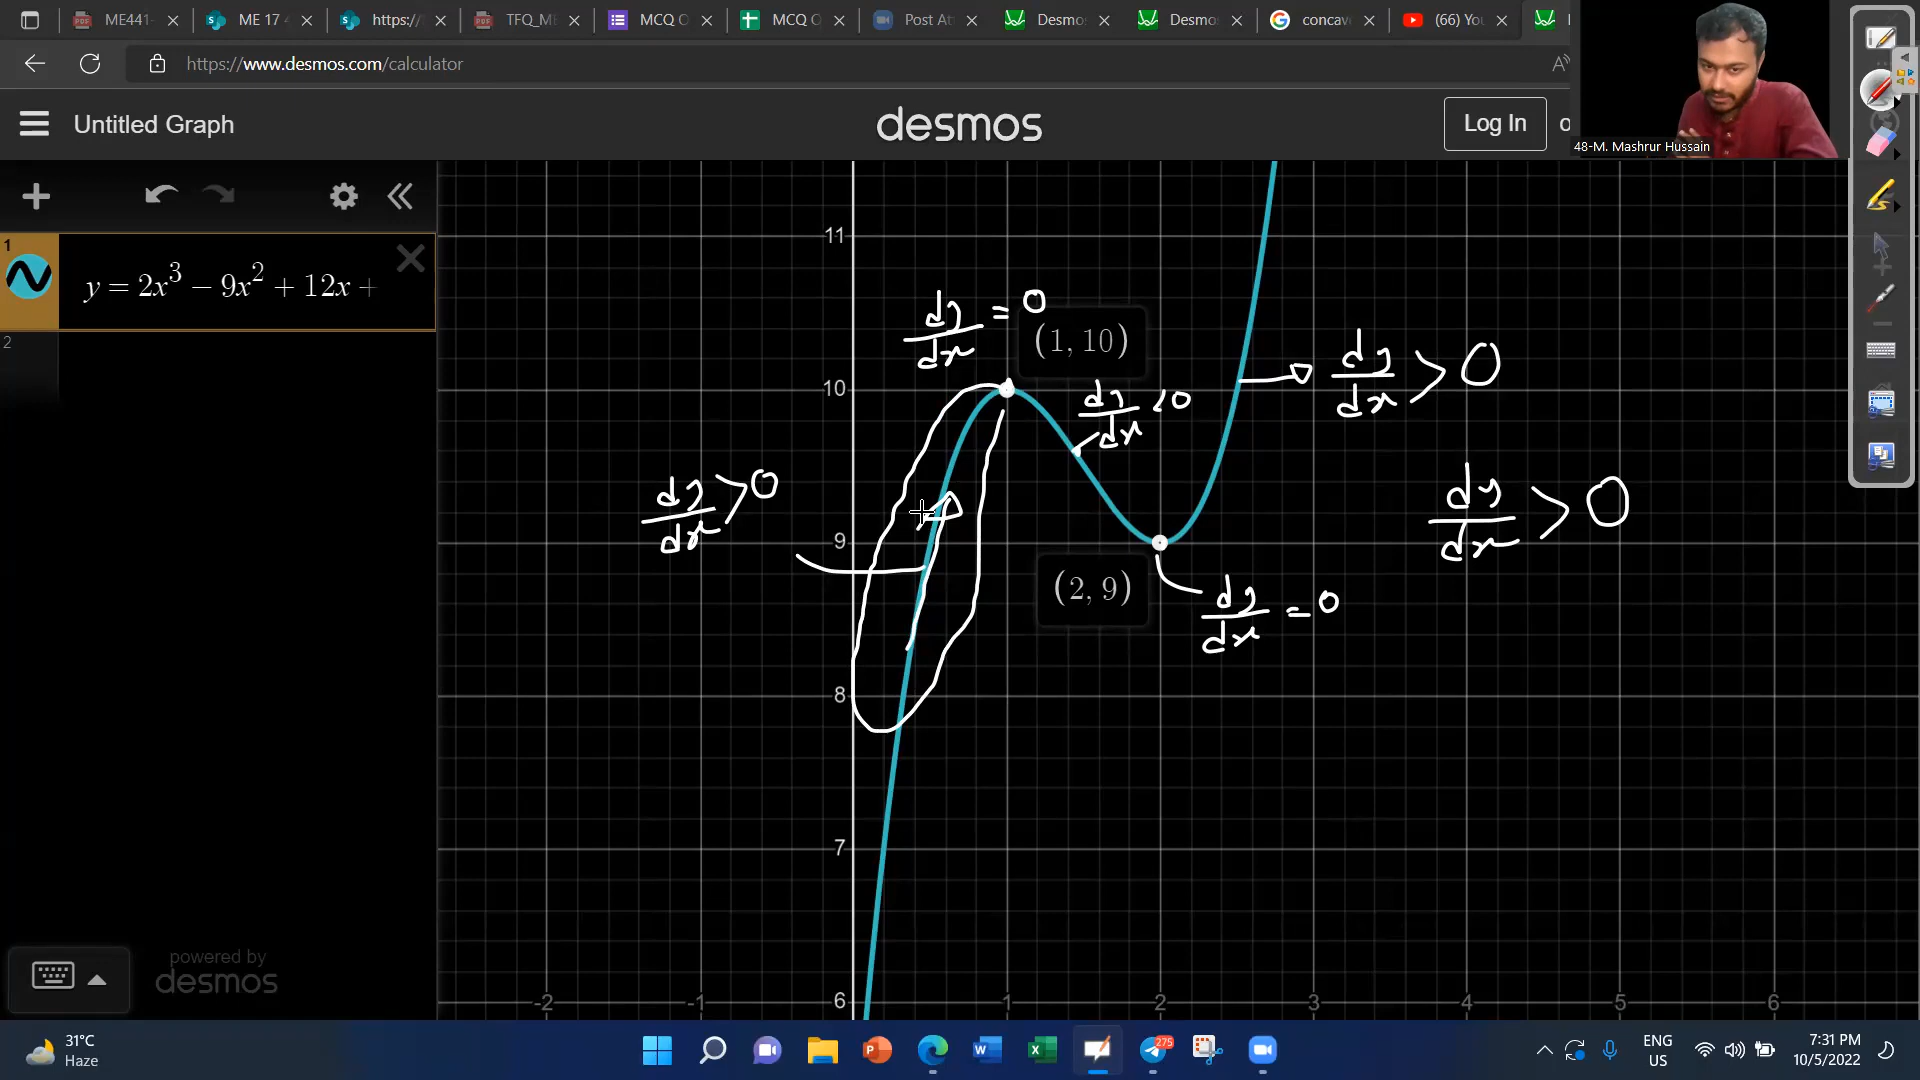 ME441-
ME 17
https://
TFQ_ME
MCQ O
MCQ O
Post At
Desmo
Desmo
concav
(66) You
https://www.desmos.com/calculator
Untitled Graph
desmos
Log In
o
48-M. Mashrur Hussain
1
y = 2x³ − 9x² + 12x +
2
11
10
9
8
7
6
-2
-1
1
2
3
4
5
6
dy/dx = 0
(1, 10)
dy/dx < 0
dy/dx > 0
dy/dx > 0
dy/dx > 0
(2, 9)
dy/dx = 0
powered by
desmos
31°C
Haze
275
ENG
US
7:31 PM
10/5/2022